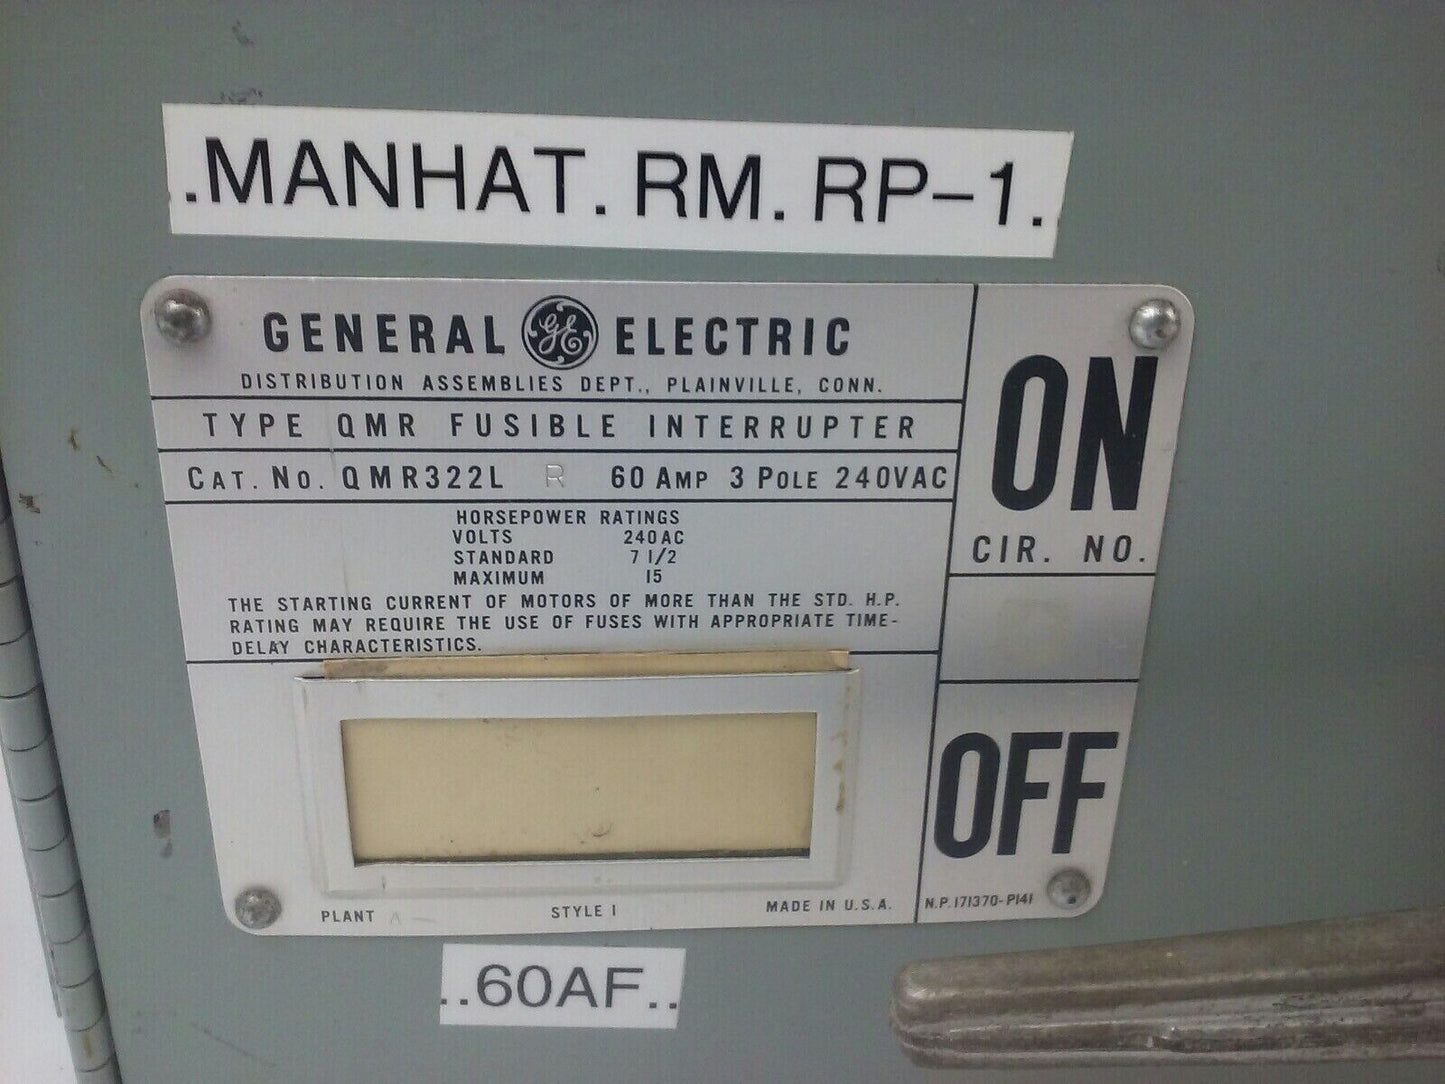 .MANHAT. RM. RP-1.
GENERAL GE ELECTRIC
DISTRIBUTION ASSEMBLIES DEPT., PLAINVILLE, CONN.
TYPE QMR FUSIBLE INTERRUPTER
CAT. NO. QMR322L R 60 AMP 3 POLE 240VAC
HORSEPOWER RATINGS
VOLTS 240AC
STANDARD 7 1/2
MAXIMUM 15
THE STARTING CURRENT OF MOTORS OF MORE THAN THE STD. H.P.
RATING MAY REQUIRE THE USE OF FUSES WITH APPROPRIATE TIME-
DELAY CHARACTERISTICS.
ON
CIR. NO.
OFF
PLANT A STYLE 1 MADE IN U.S.A. N.P.171370-P141
..60AF..